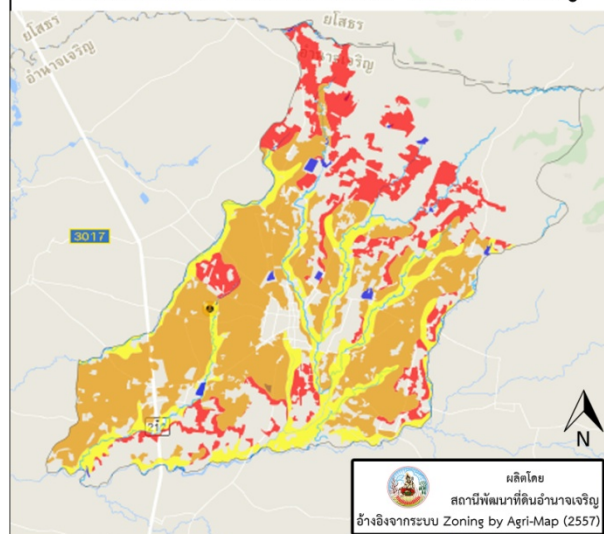 ยโสธร
อำนาจเจริญ
ยโสธร
อำนาจเจริญ
3017
N
ผลิตโดย
สถานีพัฒนาที่ดินอำนาจเจริญ
อ้างอิงจากระบบ Zoning by Agri-Map (2557)